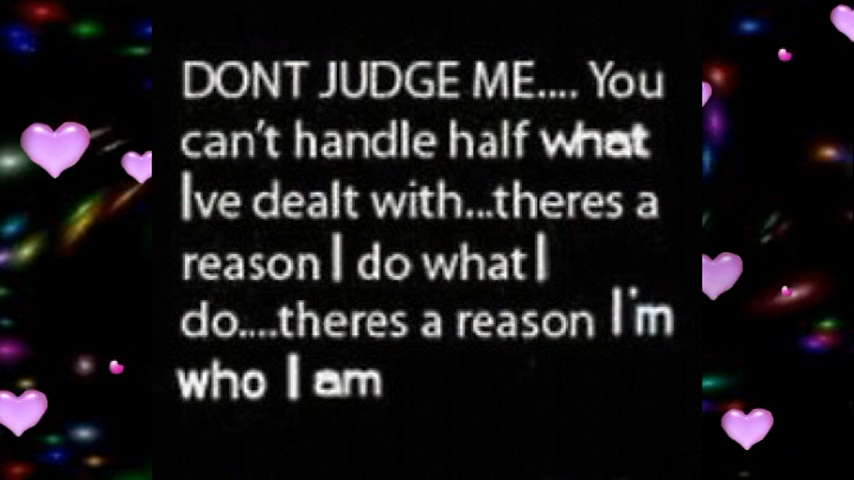 DONT JUDGE ME.... You
can't handle half what
Ive dealt with...theres a
reason I do what I
do....theres a reason I'm
who I am